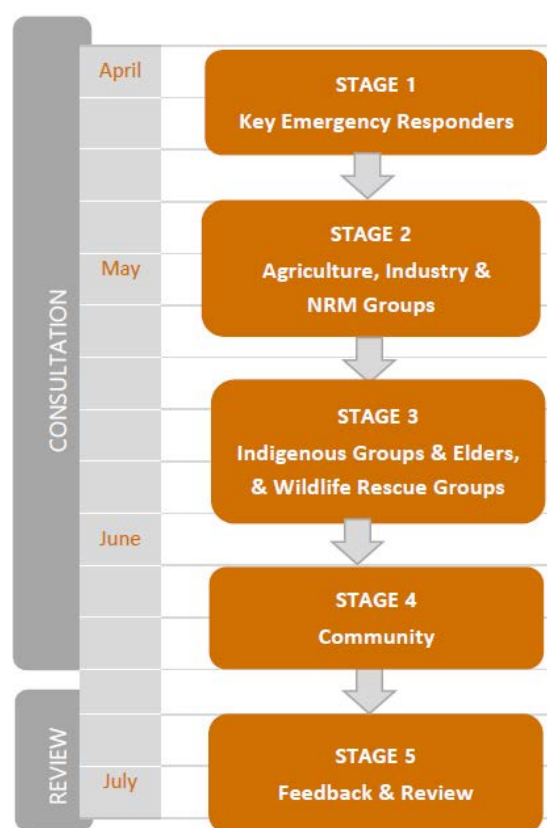 CONSULTATION
April
STAGE 1
Key Emergency Responders
STAGE 2
May
Agriculture, Industry &
NRM Groups
STAGE 3
Indigenous Groups & Elders,
& Wildlife Rescue Groups
June
STAGE 4
Community
REVIEW
STAGE 5
July
Feedback & Review